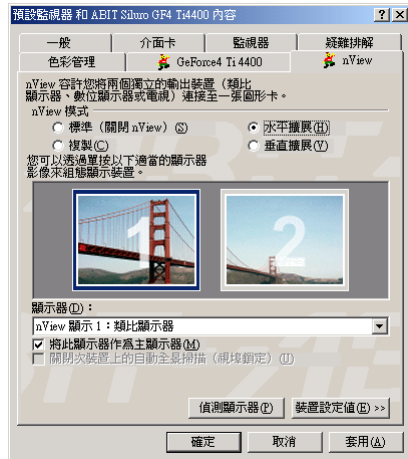 預設監視器 和 ABIT Siluro GF4 Ti4400 內容
一般
介面卡
監視器
疑難排解
色彩管理
GeForce4 Ti 4400
nView
nView 容許您將兩個獨立的輸出裝置（類比
顯示器、數位顯示器或電視）連接至一張圖形卡。
nView 模式
標準（關閉 nView）(S)
水平擴展(H)
複製(C)
垂直擴展(V)
您可以透過單按以下適當的顯示器
影像來組態顯示裝置。
1
2
顯示器(D)：
nView 顯示 1：類比顯示器
將此顯示器作為主顯示器(M)
關閉次裝置上的自動全景掃描（視埠鎖定）(U)
偵測顯示器(P)
裝置設定值(E) >>
確定
取消
套用(A)